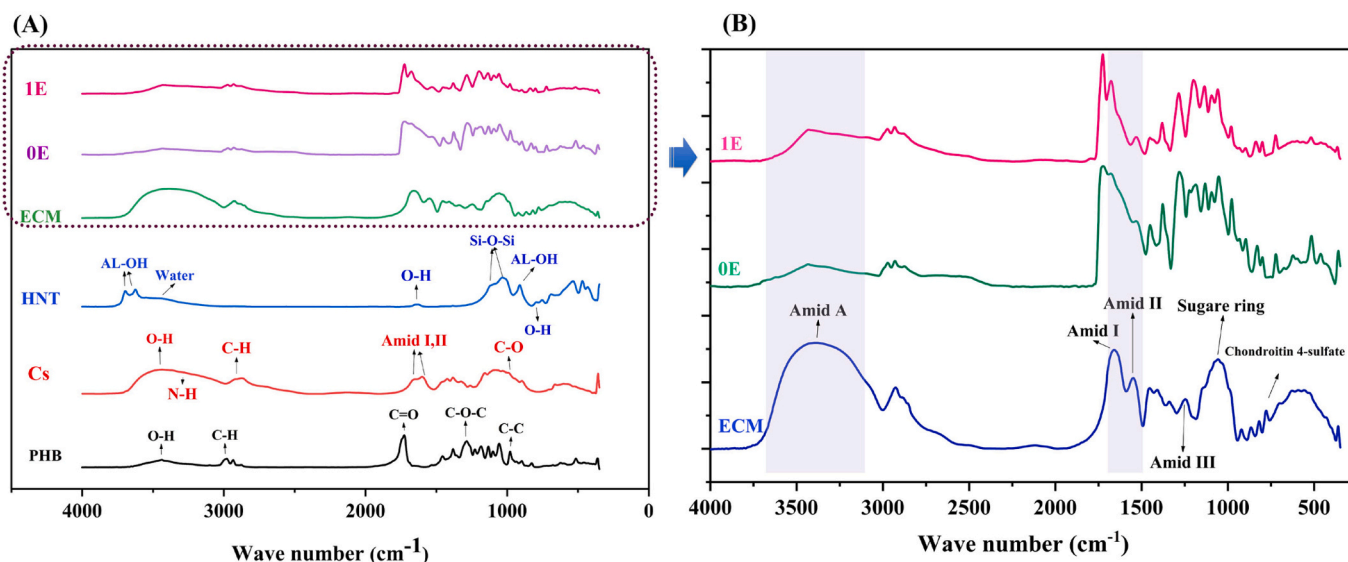 (A)
1E
0E
ECM
HNT
AL-OH
Water
O-H
Si-O-Si
AL-OH
O-H
Cs
O-H
N-H
C-H
Amid I,II
C-O
PHB
O-H
C-H
C=O
C-O-C
C-C
4000 3000 2000 1000 0
Wave number (cm-1)
(B)
1E
0E
ECM
Amid A
Amid I
Amid II
Sugare ring
Chondroitin 4-sulfate
Amid III
4000 3500 3000 2500 2000 1500 1000 500
Wave number (cm-1)